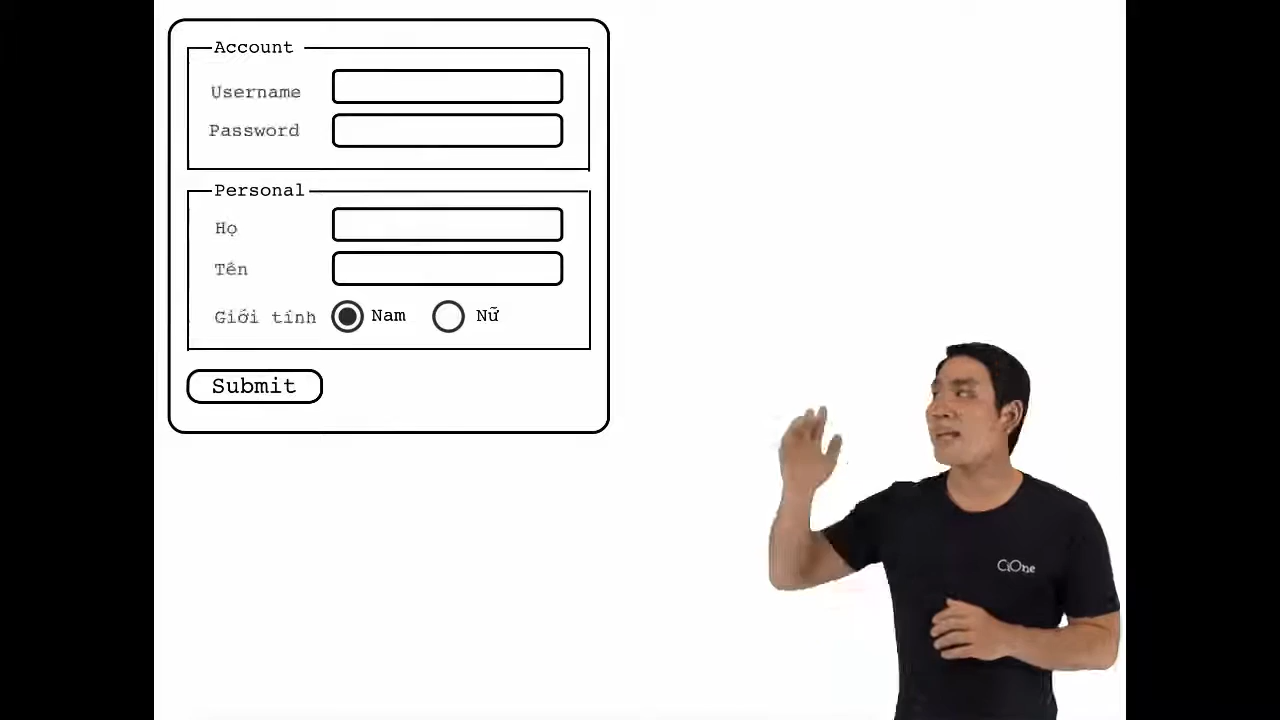 Account
Username
Password
Personal
Họ
Tên
Giới tính Nam Nữ
Submit
CiOne